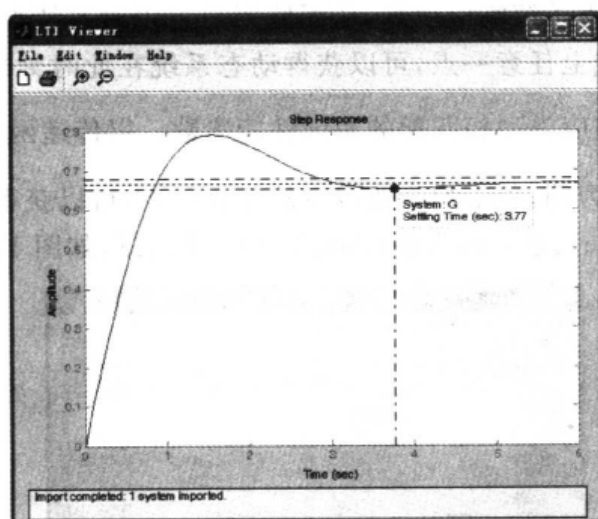 LTI Viewer
File Edit Window Help
Step Response
0.8
0.7
0.6
0.5
0.4
0.3
0.2
0.1
0
Amplitude
System: G
Settling Time (sec): 3.77
0 1 2 3 4 5 6
Time (sec)
Import completed: 1 system imported.